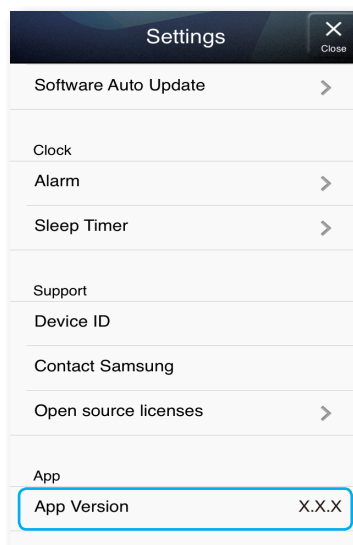 Settings
Close
Software Auto Update
Clock
Alarm
Sleep Timer
Support
Device ID
Contact Samsung
Open source licenses
App
App Version X.X.X